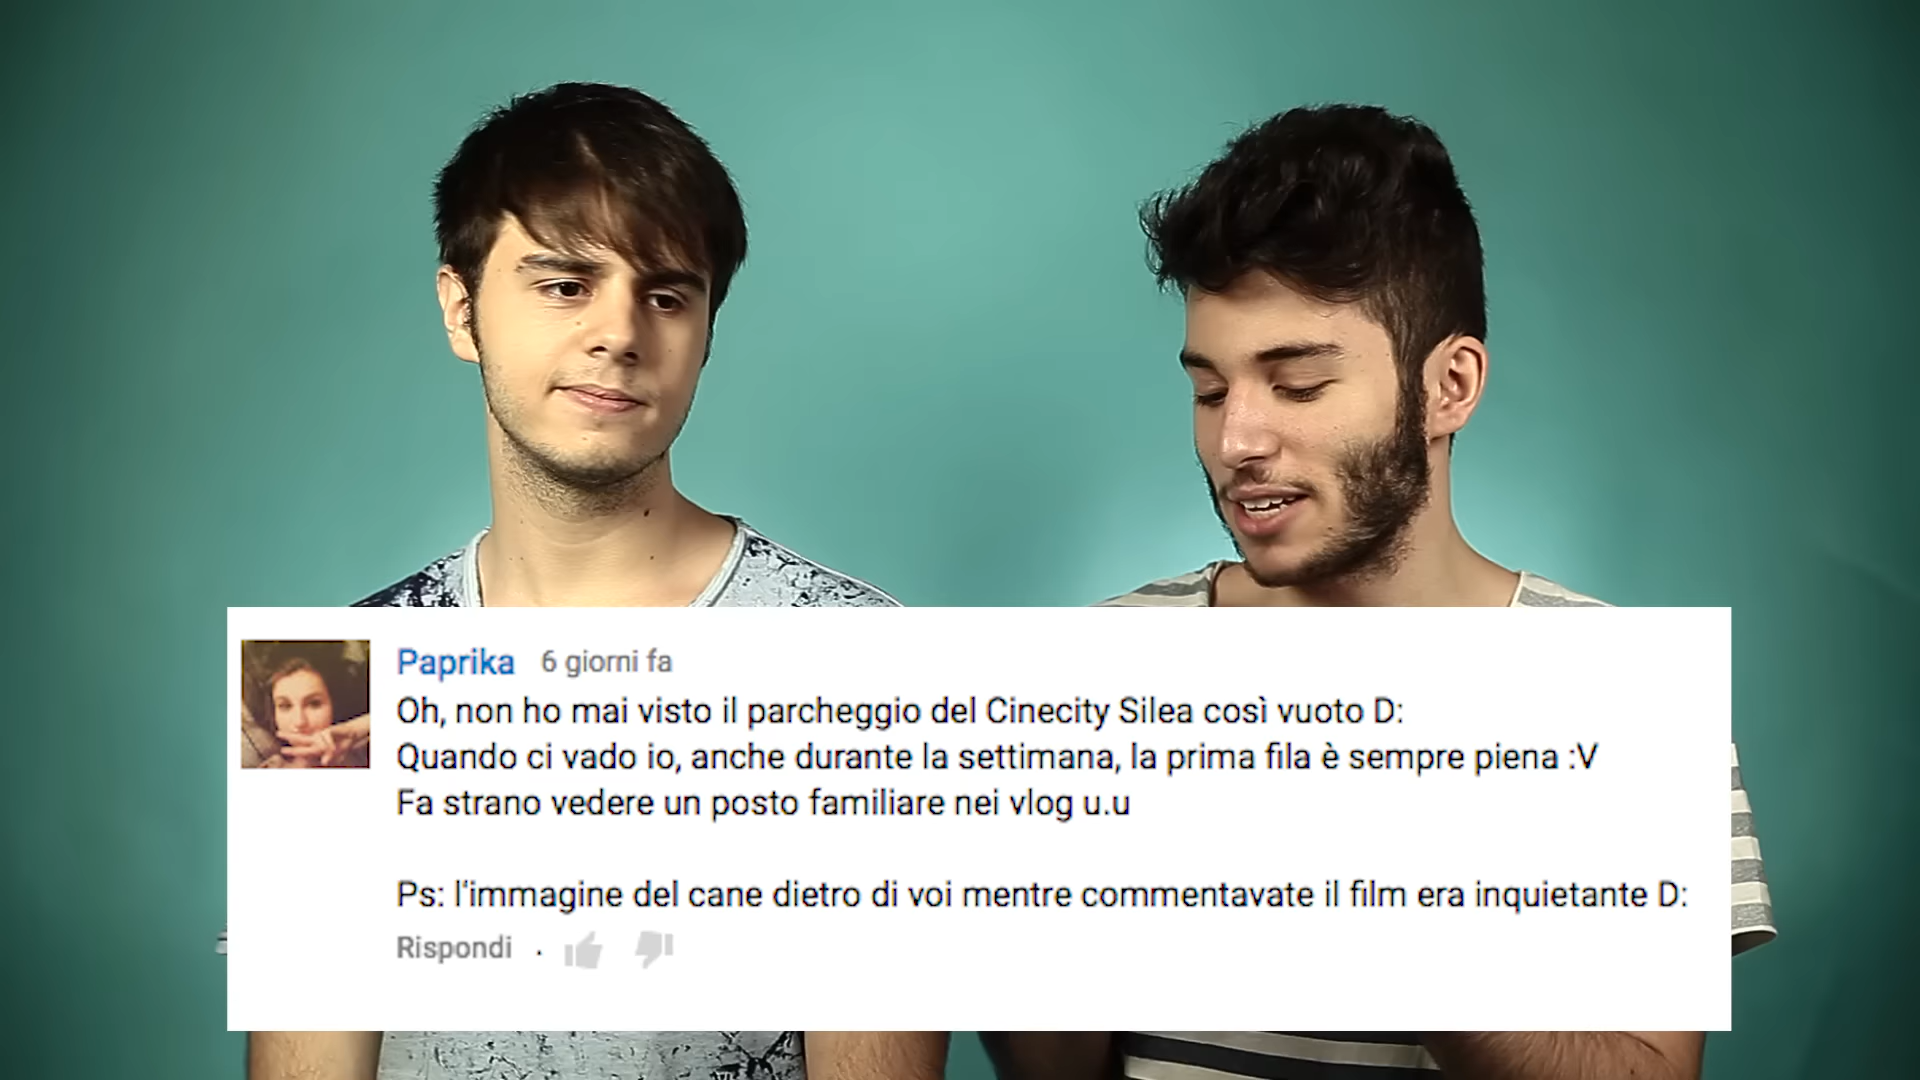 Paprika 6 giorni fa
Oh, non ho mai visto il parcheggio del Cinecity Silea così vuoto D:
Quando ci vado io, anche durante la settimana, la prima fila è sempre piena :V
Fa strano vedere un posto familiare nei vlog u.u
Ps: l'immagine del cane dietro di voi mentre commentavate il film era inquietante D:
Rispondi .